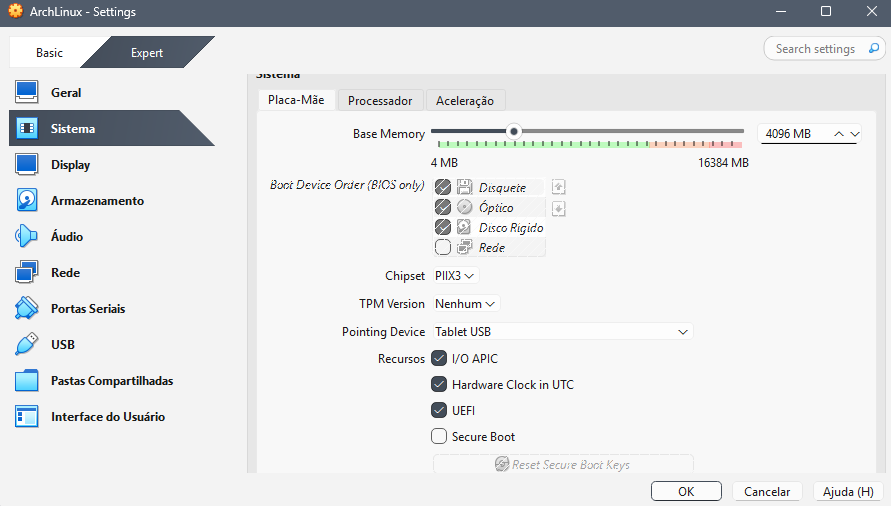 ArchLinux - Settings
Basic
Expert
Search settings
Geral
Sistema
Display
Armazenamento
Áudio
Rede
Portas Seriais
USB
Pastas Compartilhadas
Interface do Usuário
Sistema
Placa-Mãe
Processador
Aceleração
Base Memory
4096 MB
4 MB
16384 MB
Boot Device Order (BIOS only)
Disquete
Óptico
Disco Rígido
Rede
Chipset
PIIX3
TPM Version
Nenhum
Pointing Device
Tablet USB
Recursos
I/O APIC
Hardware Clock in UTC
UEFI
Secure Boot
Reset Secure Boot Keys
OK
Cancelar
Ajuda (H)